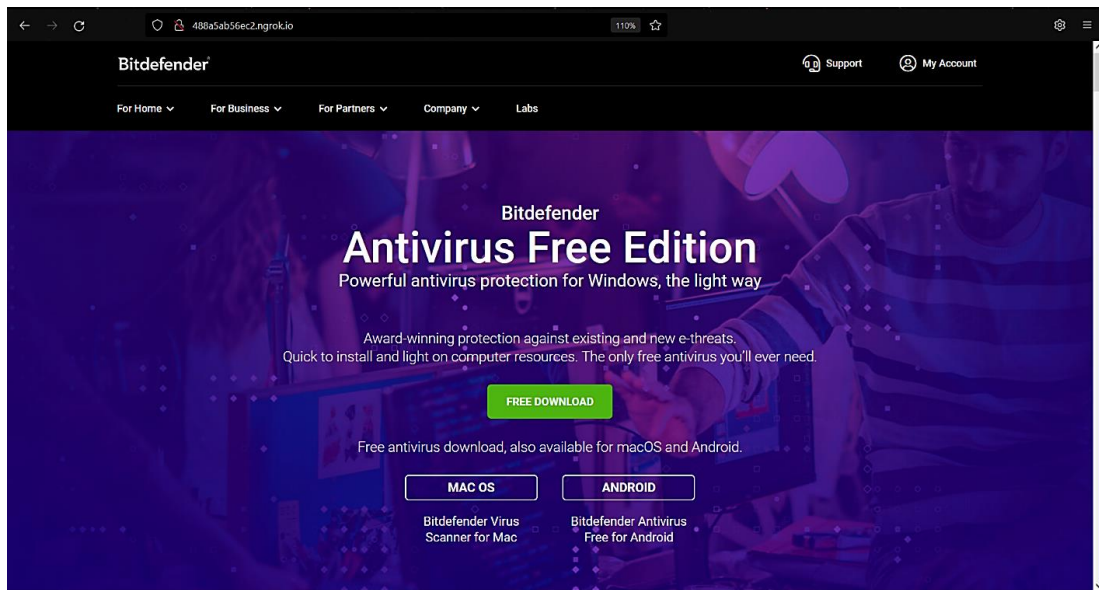 488a5ab56ec2.ngrok.io
110%
Bitdefender
Support
My Account
For Home
For Business
For Partners
Company
Labs
Bitdefender
Antivirus Free Edition
Powerful antivirus protection for Windows, the light way
Award-winning protection against existing and new e-threats.
Quick to install and light on computer resources. The only free antivirus you'll ever need.
FREE DOWNLOAD
Free antivirus download, also available for macOS and Android.
MAC OS
ANDROID
Bitdefender Virus
Scanner for Mac
Bitdefender Antivirus
Free for Android